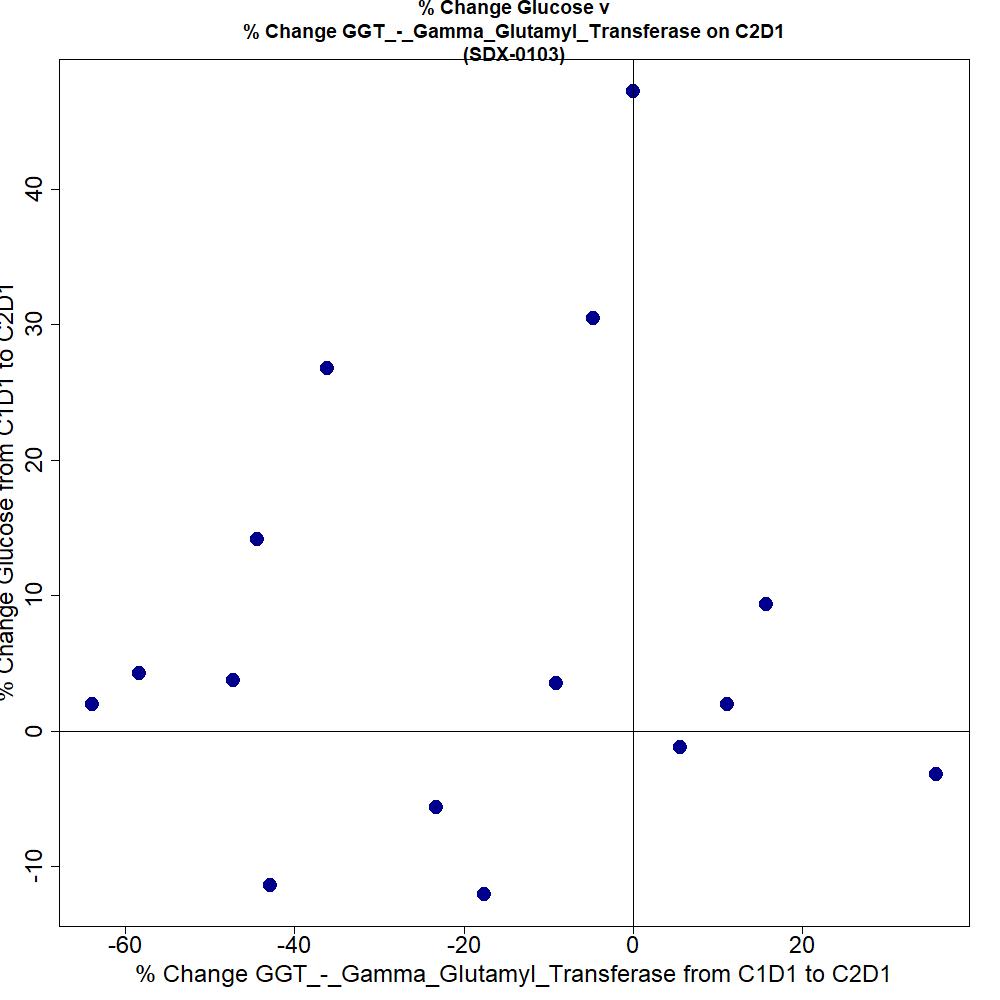 % Change Glucose v
% Change GGT_-_Gamma_Glutamyl_Transferase on C2D1
(SDX-0103)
% Change Glucose from C1D1 to C2D1
40
30
20
10
0
-10
-60 -40 -20 0 20
% Change GGT_-_Gamma_Glutamyl_Transferase from C1D1 to C2D1